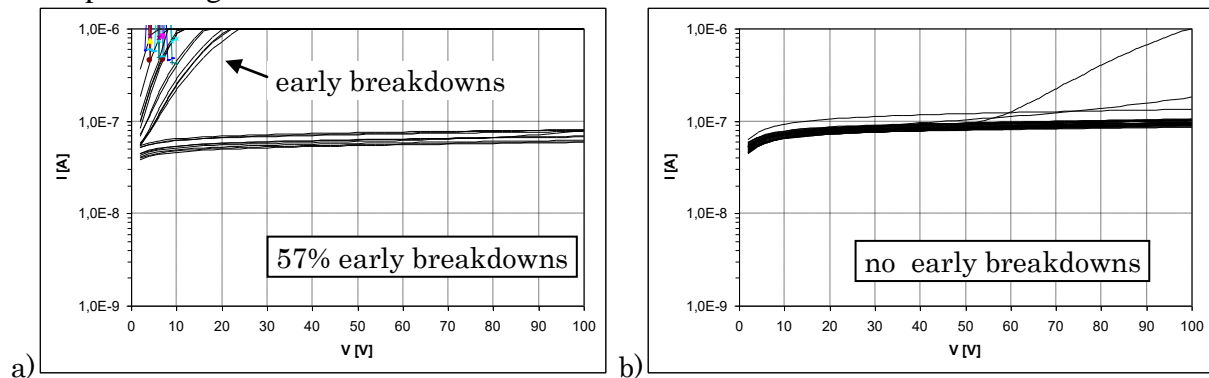 1,0E-6
1,0E-7
1,0E-8
1,0E-9
I [A]
early breakdowns
57% early breakdowns
0 10 20 30 40 50 60 70 80 90 100
V [V]
a)
1,0E-6
1,0E-7
1,0E-8
1,0E-9
I [A]
no early breakdowns
0 10 20 30 40 50 60 70 80 90 100
V [V]
b)